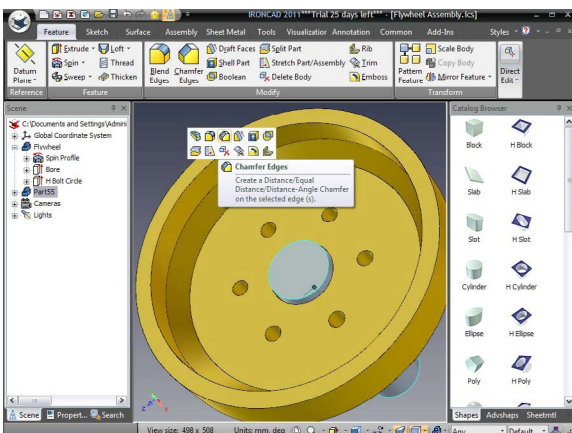 IRONCAD 2011***Trial 25 days left*** - [Flywheel Assembly.ics]
Feature Sketch Surface Assembly Sheet Metal Tools Visualization Annotation Common Add-Ins Styles
Datum Plane
Reference
Extrude Loft
Spin Thread
Sweep Thicken
Feature
Blend Edges
Chamfer Edges
Draft Faces Split Part Rib
Shell Part Stretch Part/Assembly Trim
Boolean Delete Body Emboss
Modify
Pattern Feature
Scale Body
Copy Body
Mirror Feature
Transform
Direct Edit
Scene
C:\Documents and Settings\Admini
Global Coordinate System
Flywheel
Spin Profile
Bore
H Bolt Circle
Part55
Cameras
Lights
Scene Propert... Search
Chamfer Edges
Create a Distance/Equal
Distance/Distance-Angle Chamfer
on the selected edge (s).
Z X
Catalog Browser
Block H Block
Slab H Slab
Slot H Slot
Cylinder H Cylinder
Ellipse H Ellipse
Poly H Poly
Shapes Advshaps Sheetmtl
View size: 498 x 508 Units: mm, deg Any Default